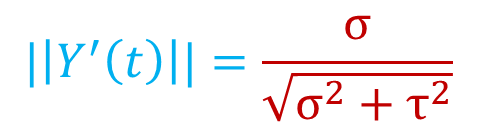 ||Y′(t)|| = σ / √(σ² + τ²)